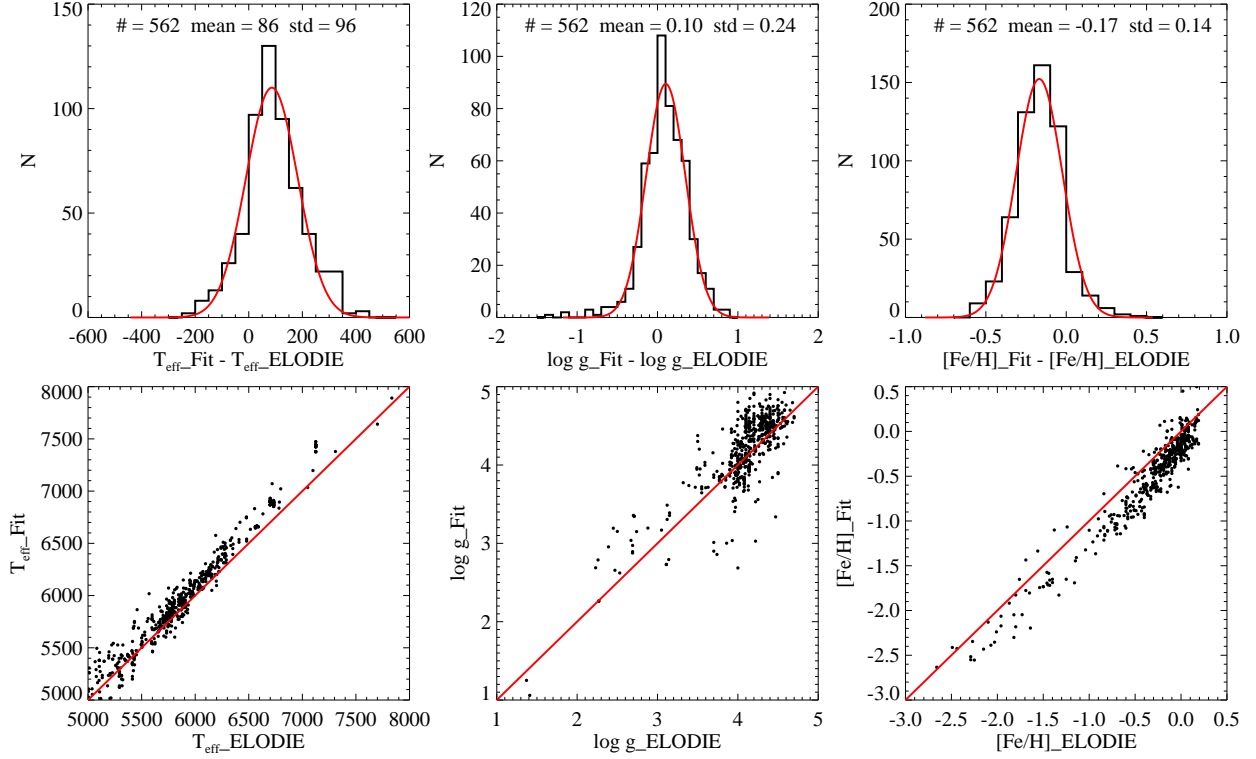 # = 562 mean = 86 std = 96
150
100
50
0
N
-600 -400 -200 0 200 400 600
T_eff_Fit - T_eff_ELODIE
# = 562 mean = 0.10 std = 0.24
120
100
80
60
40
20
0
N
-2 -1 0 1 2
log g_Fit - log g_ELODIE
# = 562 mean = -0.17 std = 0.14
200
150
100
50
0
N
-1.0 -0.5 0.0 0.5 1.0
[Fe/H]_Fit - [Fe/H]_ELODIE
8000
7500
7000
6500
6000
5500
5000
T_eff_Fit
5000 5500 6000 6500 7000 7500 8000
T_eff_ELODIE
5
4
3
2
1
log g_Fit
1 2 3 4 5
log g_ELODIE
0.5
0.0
-0.5
-1.0
-1.5
-2.0
-2.5
-3.0
[Fe/H]_Fit
-3.0 -2.5 -2.0 -1.5 -1.0 -0.5 0.0 0.5
[Fe/H]_ELODIE